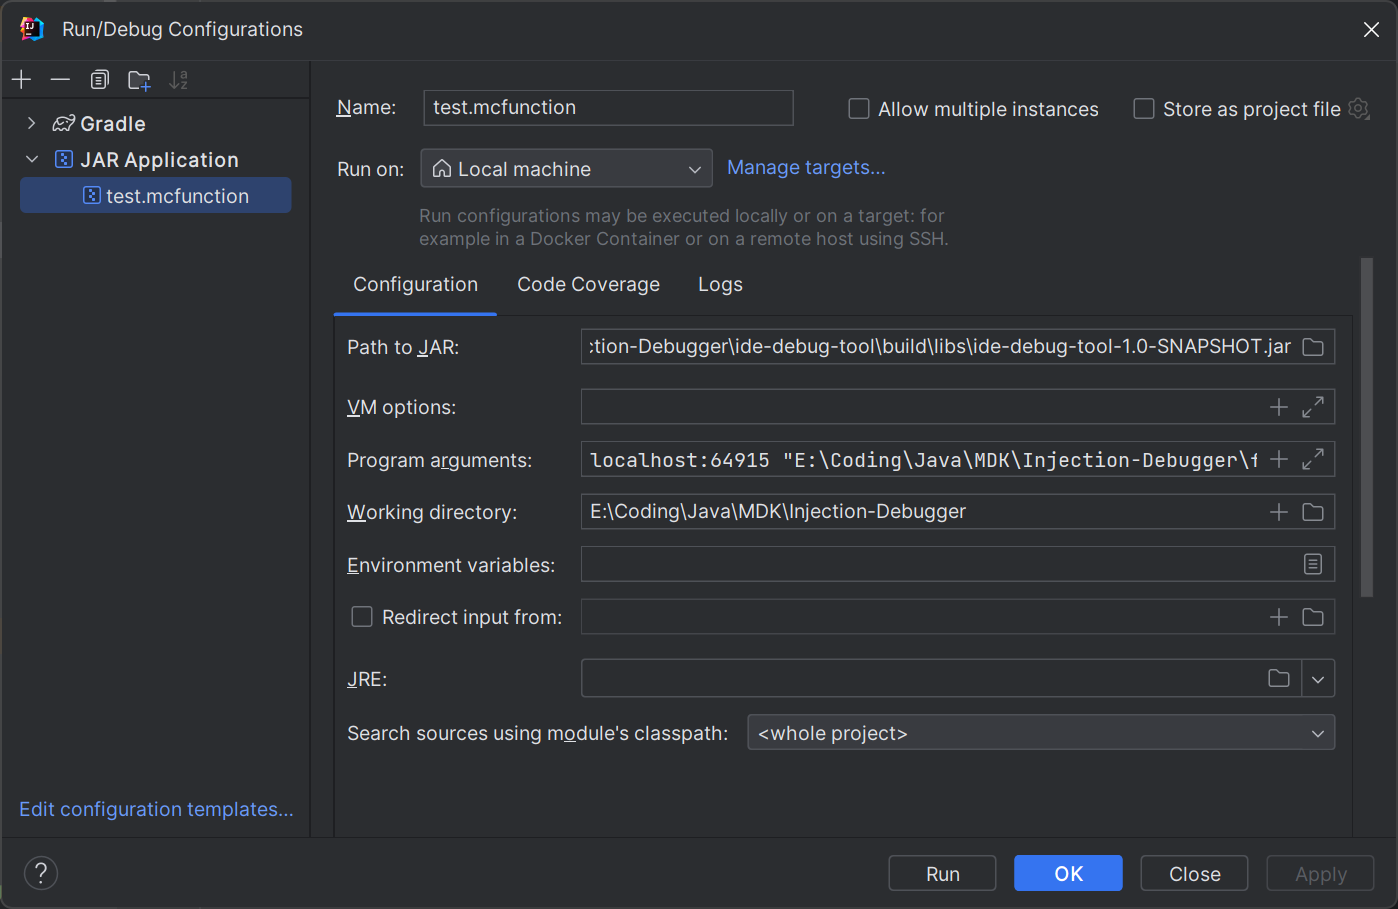 Run/Debug Configurations
Gradle
JAR Application
test.mcfunction
Edit configuration templates...
Name: test.mcfunction Allow multiple instances Store as project file
Run on: Local machine Manage targets...
Run configurations may be executed locally or on a target: for
example in a Docker Container or on a remote host using SSH.
Configuration Code Coverage Logs
Path to JAR: tion-Debugger\ide-debug-tool\build\libs\ide-debug-tool-1.0-SNAPSHOT.jar
VM options:
Program arguments: localhost:64915 "E:\Coding\Java\MDK\Injection-Debugger\f
Working directory: E:\Coding\Java\MDK\Injection-Debugger
Environment variables:
Redirect input from:
JRE:
Search sources using module's classpath: <whole project>
? Run OK Close Apply